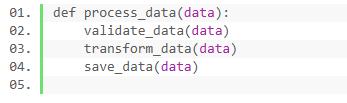 01. def process_data(data):
02.     validate_data(data)
03.     transform_data(data)
04.     save_data(data)
05.